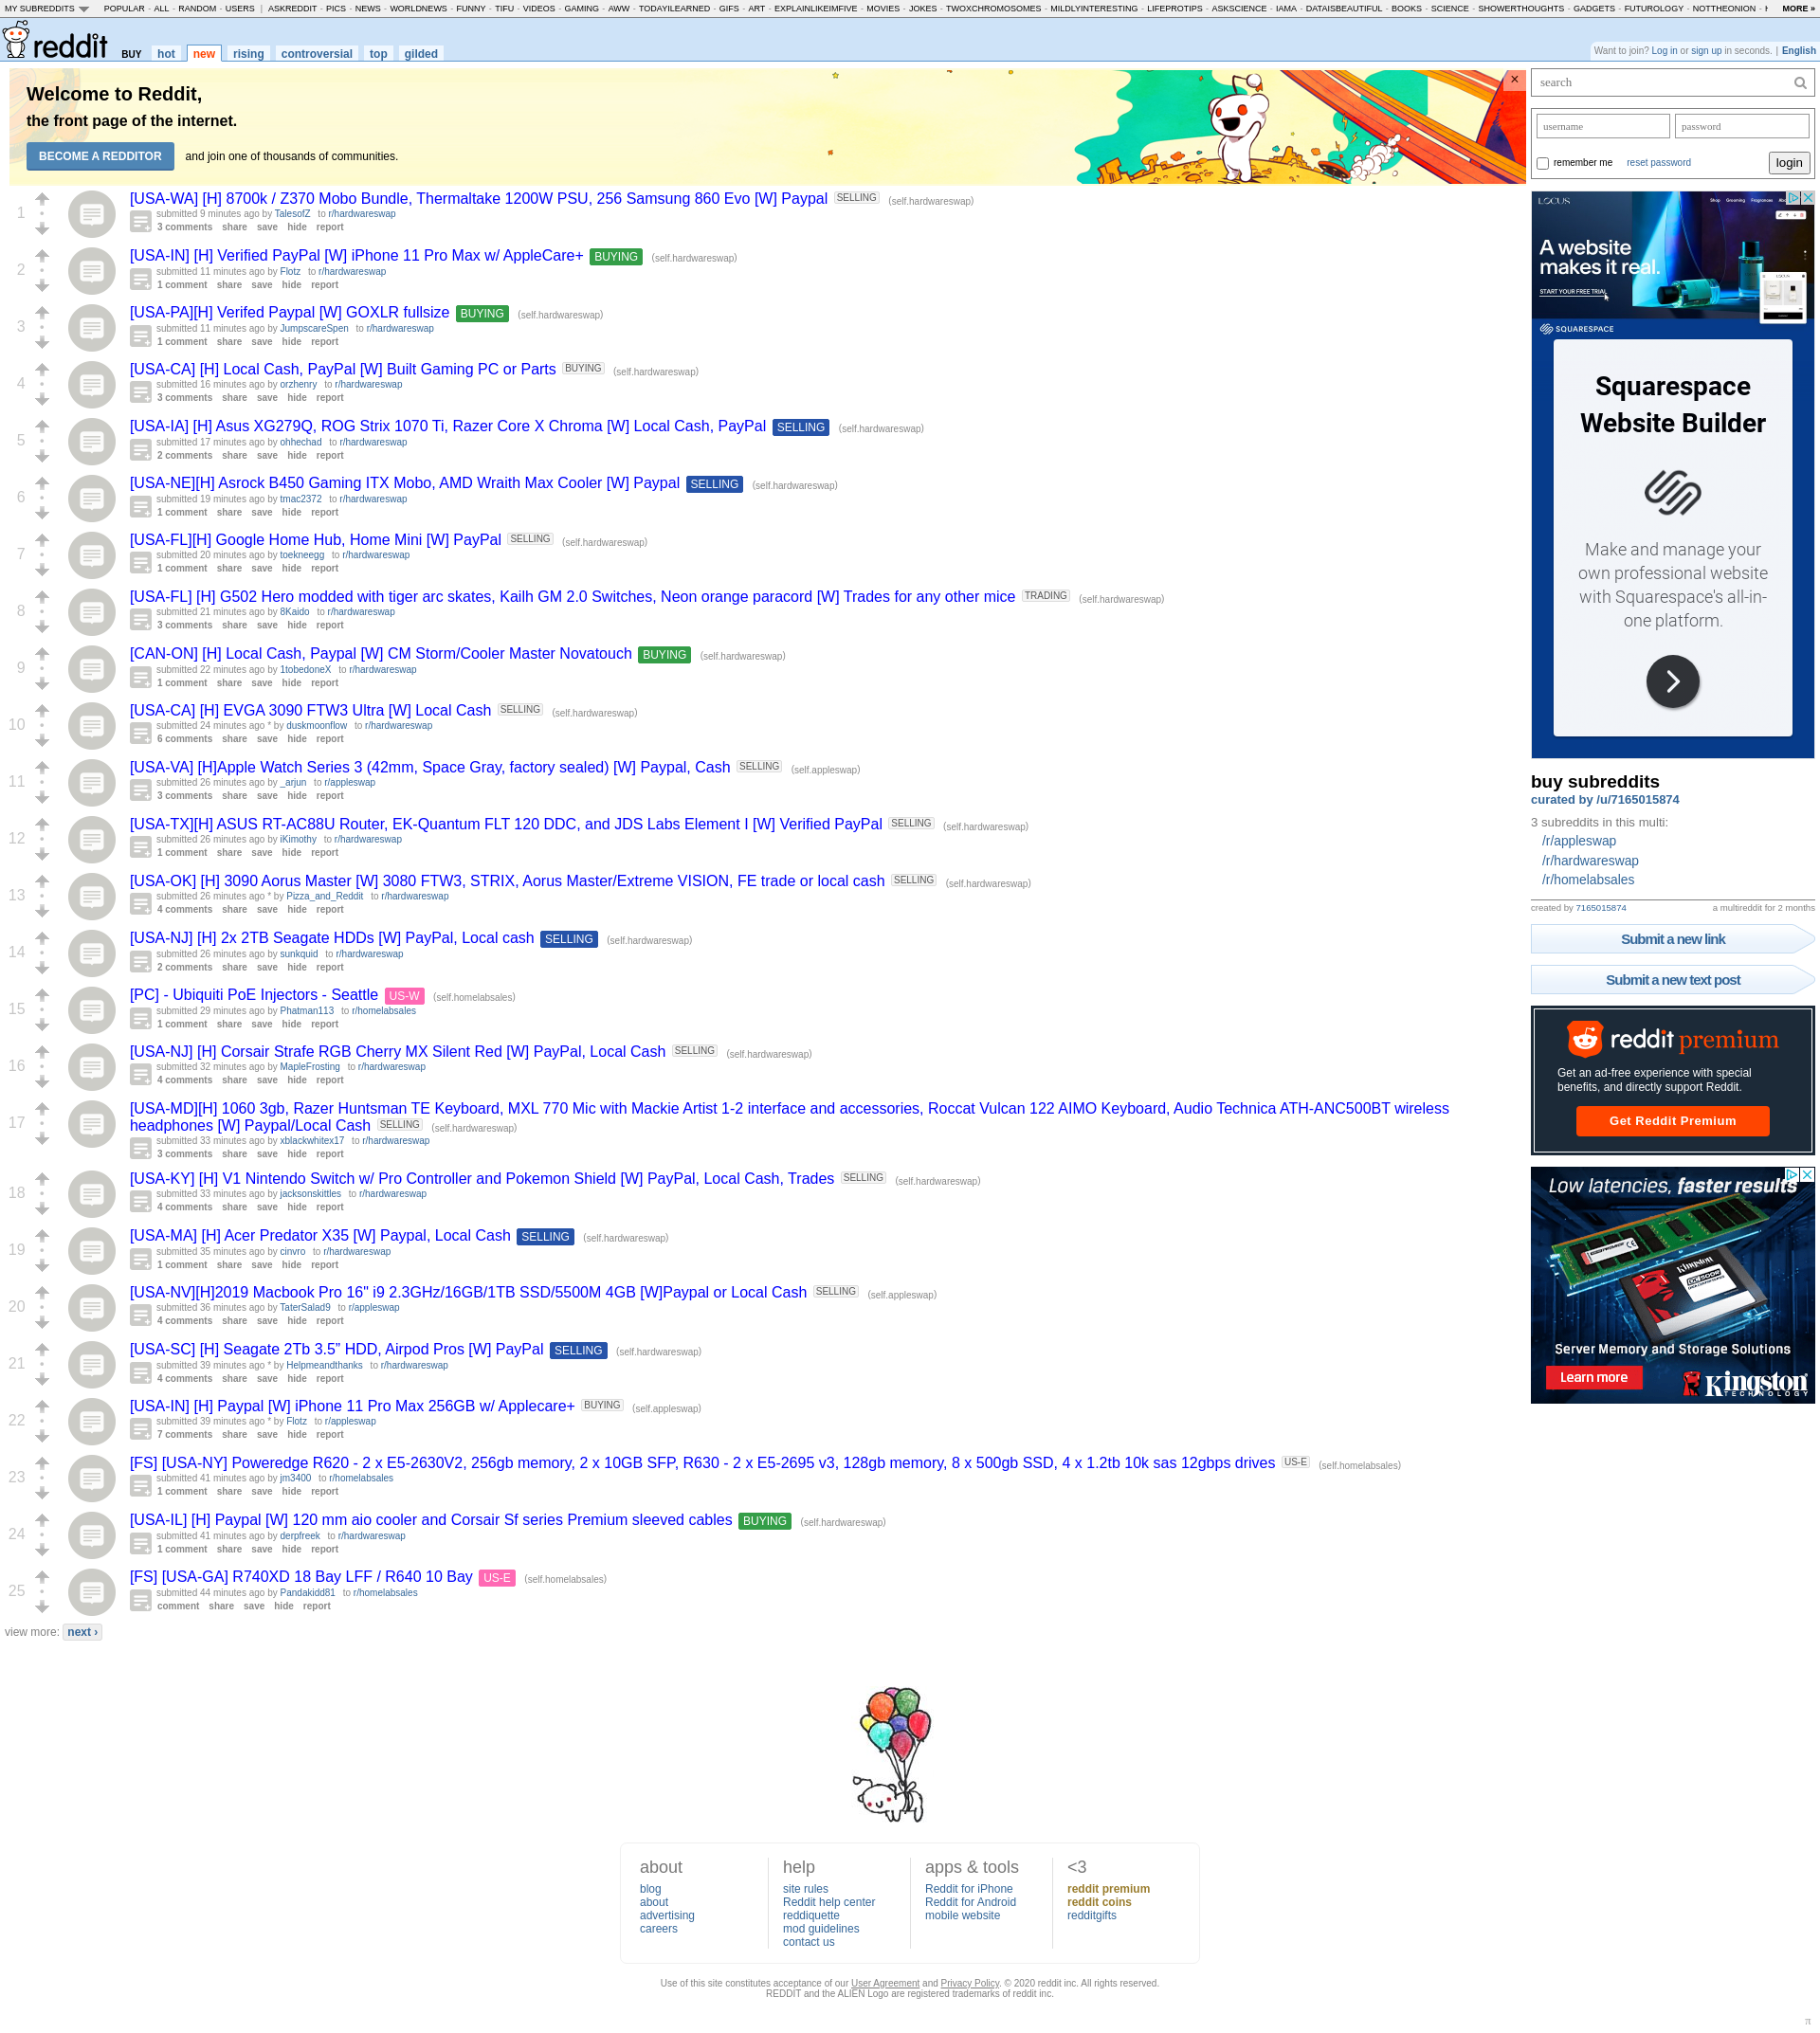 MY SUBREDDITS POPULAR - ALL - RANDOM - USERS | ASKREDDIT - PICS - NEWS - WORLDNEWS - FUNNY - TIFU - VIDEOS - GAMING - AWW - TODAYILEARNED - GIFS - ART - EXPLAINLIKEIMFIVE - MOVIES - JOKES - TWOXCHROMOSOMES - MILDLYINTERESTING - LIFEPROTIPS - ASKSCIENCE - IAMA - DATAISBEAUTIFUL - BOOKS - SCIENCE - SHOWERTHOUGHTS - GADGETS - FUTUROLOGY - NOTTHEONION - MORE »
reddit BUY hot new rising controversial top gilded
Want to join? Log in or sign up in seconds. | English
Welcome to Reddit,
the front page of the internet.
BECOME A REDDITOR and join one of thousands of communities.
1
[USA-WA] [H] 8700k / Z370 Mobo Bundle, Thermaltake 1200W PSU, 256 Samsung 860 Evo [W] Paypal SELLING (self.hardwareswap)
submitted 9 minutes ago by TalesofZ to r/hardwareswap
3 comments share save hide report
2
[USA-IN] [H] Verified PayPal [W] iPhone 11 Pro Max w/ AppleCare+ BUYING (self.hardwareswap)
submitted 11 minutes ago by Flotz to r/hardwareswap
1 comment share save hide report
3
[USA-PA][H] Verifed Paypal [W] GOXLR fullsize BUYING (self.hardwareswap)
submitted 11 minutes ago by JumpscareSpen to r/hardwareswap
1 comment share save hide report
4
[USA-CA] [H] Local Cash, PayPal [W] Built Gaming PC or Parts BUYING (self.hardwareswap)
submitted 16 minutes ago by orzhenry to r/hardwareswap
3 comments share save hide report
5
[USA-IA] [H] Asus XG279Q, ROG Strix 1070 Ti, Razer Core X Chroma [W] Local Cash, PayPal SELLING (self.hardwareswap)
submitted 17 minutes ago by ohhechad to r/hardwareswap
2 comments share save hide report
6
[USA-NE][H] Asrock B450 Gaming ITX Mobo, AMD Wraith Max Cooler [W] Paypal SELLING (self.hardwareswap)
submitted 19 minutes ago by tmac2372 to r/hardwareswap
1 comment share save hide report
7
[USA-FL][H] Google Home Hub, Home Mini [W] PayPal SELLING (self.hardwareswap)
submitted 20 minutes ago by toekneegg to r/hardwareswap
1 comment share save hide report
8
[USA-FL] [H] G502 Hero modded with tiger arc skates, Kailh GM 2.0 Switches, Neon orange paracord [W] Trades for any other mice TRADING (self.hardwareswap)
submitted 21 minutes ago by 8Kaido to r/hardwareswap
3 comments share save hide report
9
[CAN-ON] [H] Local Cash, Paypal [W] CM Storm/Cooler Master Novatouch BUYING (self.hardwareswap)
submitted 22 minutes ago by 1tobedoneX to r/hardwareswap
1 comment share save hide report
10
[USA-CA] [H] EVGA 3090 FTW3 Ultra [W] Local Cash SELLING (self.hardwareswap)
submitted 24 minutes ago * by duskmoonflow to r/hardwareswap
6 comments share save hide report
11
[USA-VA] [H]Apple Watch Series 3 (42mm, Space Gray, factory sealed) [W] Paypal, Cash SELLING (self.appleswap)
submitted 26 minutes ago by _arjun to r/appleswap
3 comments share save hide report
12
[USA-TX][H] ASUS RT-AC88U Router, EK-Quantum FLT 120 DDC, and JDS Labs Element I [W] Verified PayPal SELLING (self.hardwareswap)
submitted 26 minutes ago by iKimothy to r/hardwareswap
1 comment share save hide report
13
[USA-OK] [H] 3090 Aorus Master [W] 3080 FTW3, STRIX, Aorus Master/Extreme VISION, FE trade or local cash SELLING (self.hardwareswap)
submitted 26 minutes ago * by Pizza_and_Reddit to r/hardwareswap
4 comments share save hide report
14
[USA-NJ] [H] 2x 2TB Seagate HDDs [W] PayPal, Local cash SELLING (self.hardwareswap)
submitted 26 minutes ago by sunkquid to r/hardwareswap
2 comments share save hide report
15
[PC] - Ubiquiti PoE Injectors - Seattle US-W (self.homelabsales)
submitted 29 minutes ago by Phatman113 to r/homelabsales
1 comment share save hide report
16
[USA-NJ] [H] Corsair Strafe RGB Cherry MX Silent Red [W] PayPal, Local Cash SELLING (self.hardwareswap)
submitted 32 minutes ago by MapleFrosting to r/hardwareswap
4 comments share save hide report
17
[USA-MD][H] 1060 3gb, Razer Huntsman TE Keyboard, MXL 770 Mic with Mackie Artist 1-2 interface and accessories, Roccat Vulcan 122 AIMO Keyboard, Audio Technica ATH-ANC500BT wireless
headphones [W] Paypal/Local Cash SELLING (self.hardwareswap)
submitted 33 minutes ago by xblackwhitex17 to r/hardwareswap
3 comments share save hide report
18
[USA-KY] [H] V1 Nintendo Switch w/ Pro Controller and Pokemon Shield [W] PayPal, Local Cash, Trades SELLING (self.hardwareswap)
submitted 33 minutes ago by jacksonskittles to r/hardwareswap
4 comments share save hide report
19
[USA-MA] [H] Acer Predator X35 [W] Paypal, Local Cash SELLING (self.hardwareswap)
submitted 35 minutes ago by cinvro to r/hardwareswap
1 comment share save hide report
20
[USA-NV][H]2019 Macbook Pro 16" i9 2.3GHz/16GB/1TB SSD/5500M 4GB [W]Paypal or Local Cash SELLING (self.appleswap)
submitted 36 minutes ago by TaterSalad9 to r/appleswap
4 comments share save hide report
21
[USA-SC] [H] Seagate 2Tb 3.5” HDD, Airpod Pros [W] PayPal SELLING (self.hardwareswap)
submitted 39 minutes ago * by Helpmeandthanks to r/hardwareswap
4 comments share save hide report
22
[USA-IN] [H] Paypal [W] iPhone 11 Pro Max 256GB w/ Applecare+ BUYING (self.appleswap)
submitted 39 minutes ago * by Flotz to r/appleswap
7 comments share save hide report
23
[FS] [USA-NY] Poweredge R620 - 2 x E5-2630V2, 256gb memory, 2 x 10GB SFP, R630 - 2 x E5-2695 v3, 128gb memory, 8 x 500gb SSD, 4 x 1.2tb 10k sas 12gbps drives US-E (self.homelabsales)
submitted 41 minutes ago by jm3400 to r/homelabsales
1 comment share save hide report
24
[USA-IL] [H] Paypal [W] 120 mm aio cooler and Corsair Sf series Premium sleeved cables BUYING (self.hardwareswap)
submitted 41 minutes ago by derpfreek to r/hardwareswap
1 comment share save hide report
25
[FS] [USA-GA] R740XD 18 Bay LFF / R640 10 Bay US-E (self.homelabsales)
submitted 44 minutes ago by Pandakidd81 to r/homelabsales
comment share save hide report
view more: next ›
search
username password
remember me reset password login
LOCUS
A website
makes it real.
START YOUR FREE TRIAL
SQUARESPACE
Squarespace
Website Builder
Make and manage your
own professional website
with Squarespace's all-in-
one platform.
buy subreddits
curated by /u/7165015874
3 subreddits in this multi:
/r/appleswap
/r/hardwareswap
/r/homelabsales
created by 7165015874 a multireddit for 2 months
Submit a new link
Submit a new text post
reddit premium
Get an ad-free experience with special
benefits, and directly support Reddit.
Get Reddit Premium
Low latencies, faster results
Kingston
Server Memory and Storage Solutions
Learn more
Kingston
TECHNOLOGY
about
blog
about
advertising
careers
help
site rules
Reddit help center
reddiquette
mod guidelines
contact us
apps & tools
Reddit for iPhone
Reddit for Android
mobile website
<3
reddit premium
reddit coins
redditgifts
Use of this site constitutes acceptance of our User Agreement and Privacy Policy. © 2020 reddit inc. All rights reserved.
REDDIT and the ALIEN Logo are registered trademarks of reddit inc.
π